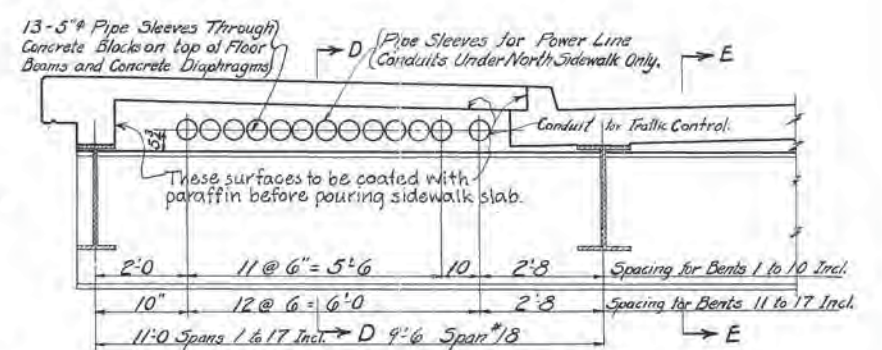 13-5"ᵠ Pipe Sleeves Through
Concrete Blocks on top of Floor
Beams and Concrete Diaphragms
D
Pipe Sleeves for Power Line
Conduits Under North Sidewalk Only.
E
Conduit for Traffic Control.
5¾
These surfaces to be coated with
paraffin before pouring sidewalk slab.
2'-0 11 @ 6" = 5'-6 10 2'-8 Spacing for Bents 1 to 10 Incl.
10" 12 @ 6 = 6'-0 2'-8 Spacing for Bents 11 to 17 Incl.
11'-0 Spans 1 to 17 Incl. D 9'-6 Span #18 E